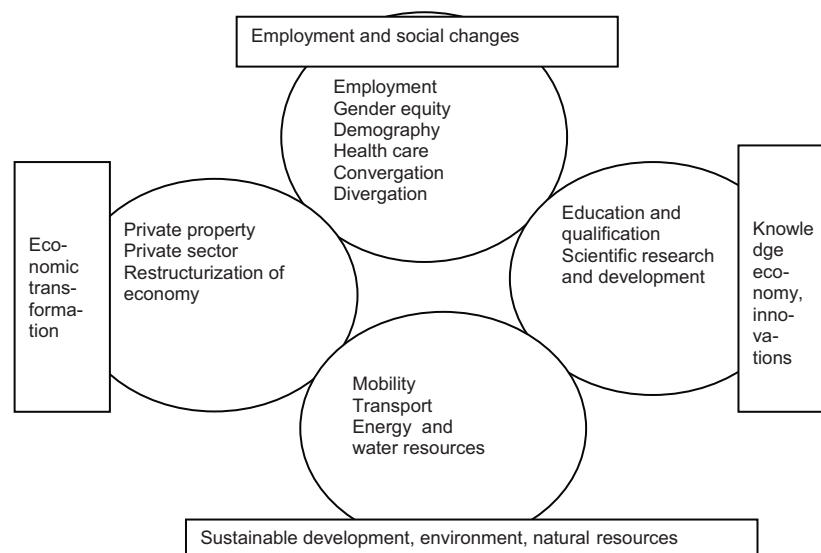 Employment and social changes
Employment
Gender equity
Demography
Health care
Convergation
Divergation
Eco-
nomic
trans-
forma-
tion
Private property
Private sector
Restructurization of
economy
Education and
qualification
Scientific research
and development
Knowle
dge
eco-
nomy,
inno-
va-
tions
Mobility
Transport
Energy and
water resources
Sustainable development, environment, natural resources